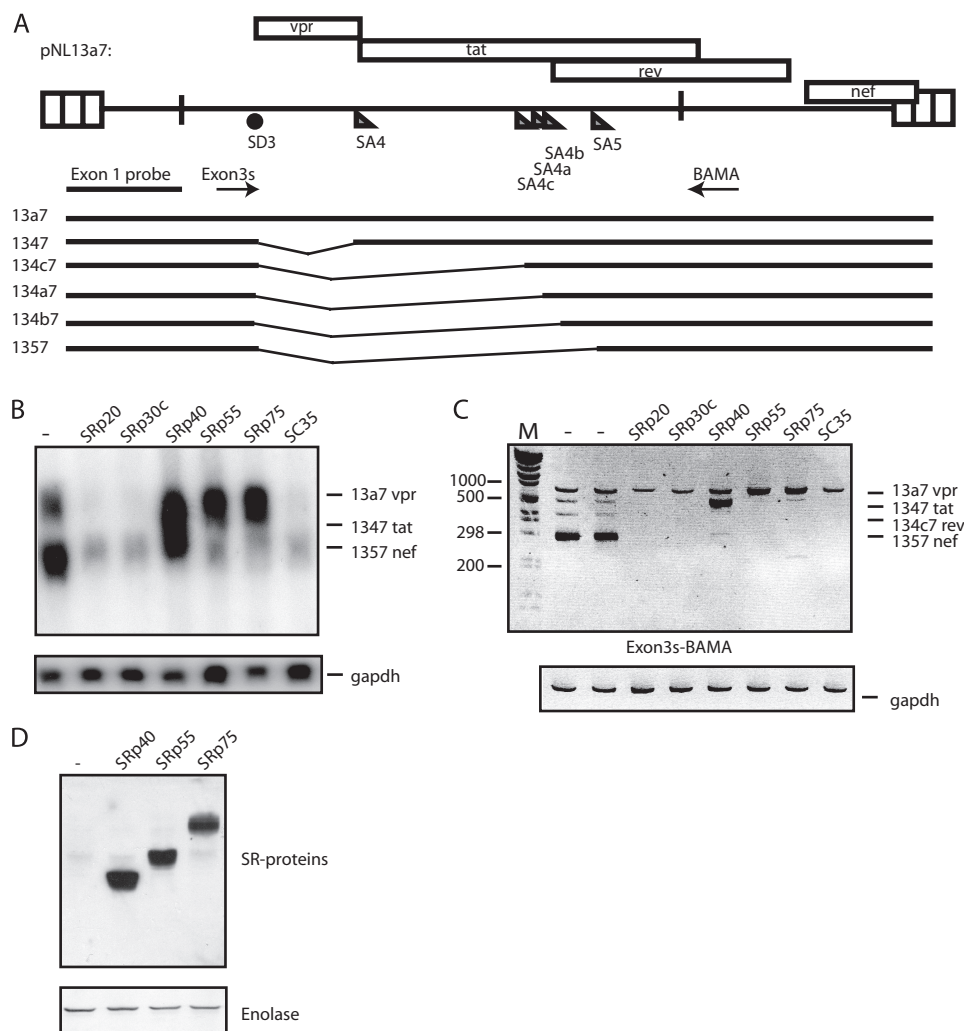 A
pNL13a7:
vpr
tat
rev
nef
SD3
SA4
SA4b
SA5
SA4a
SA4c
Exon 1 probe
Exon3s
BAMA
13a7
1347
134c7
134a7
134b7
1357
B
- SRp20 SRp30c SRp40 SRp55 SRp75 SC35
13a7 vpr
1347 tat
1357 nef
gapdh
C
M - - SRp20 SRp30c SRp40 SRp55 SRp75 SC35
1000
500
298
200
13a7 vpr
1347 tat
134c7 rev
1357 nef
Exon3s-BAMA
gapdh
D
- SRp40 SRp55 SRp75
SR-proteins
Enolase